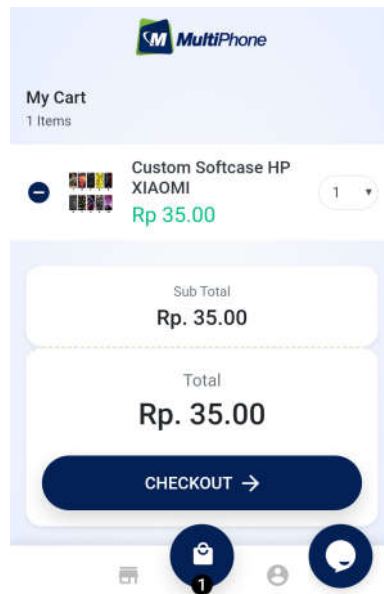 MultiPhone
My Cart
1 Items
Custom Softcase HP
XIAOMI
Rp 35.00
1
Sub Total
Rp. 35.00
Total
Rp. 35.00
CHECKOUT →
1